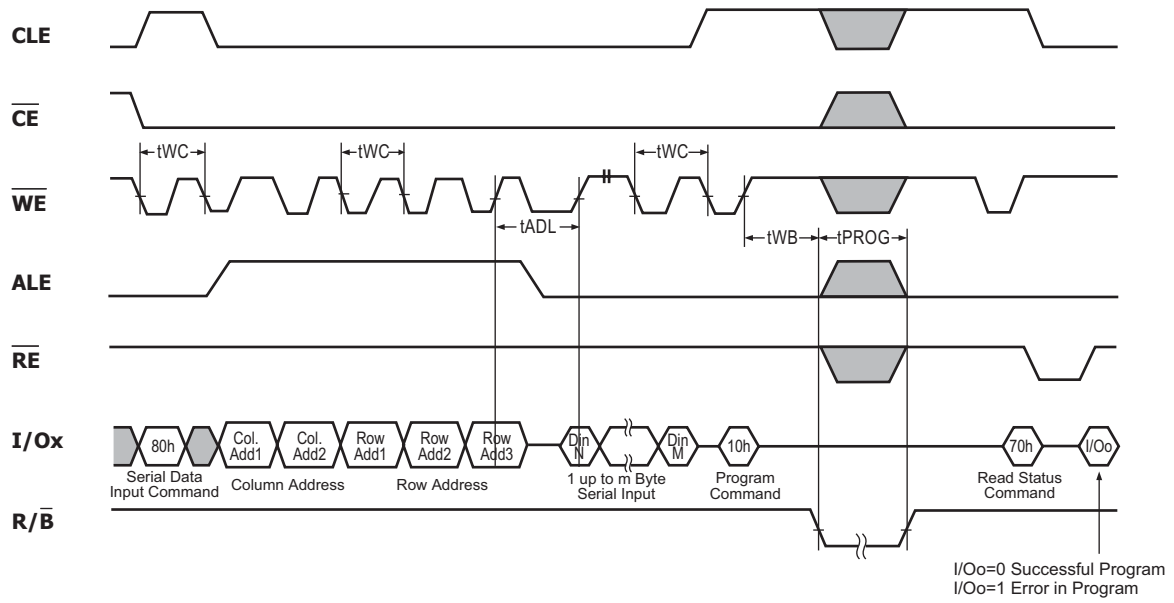 CLE
CE
tWC
tWC
tWC
WE
tADL
tWB
tPROG
ALE
RE
I/Ox
80h
Col. Add1
Col. Add2
Row Add1
Row Add2
Row Add3
Din N
Din M
10h
70h
I/Oo
Serial Data
Input Command
Column Address
Row Address
1 up to m Byte
Serial Input
Program
Command
Read Status
Command
R/B̅
I/Oo=0 Successful Program
I/Oo=1 Error in Program